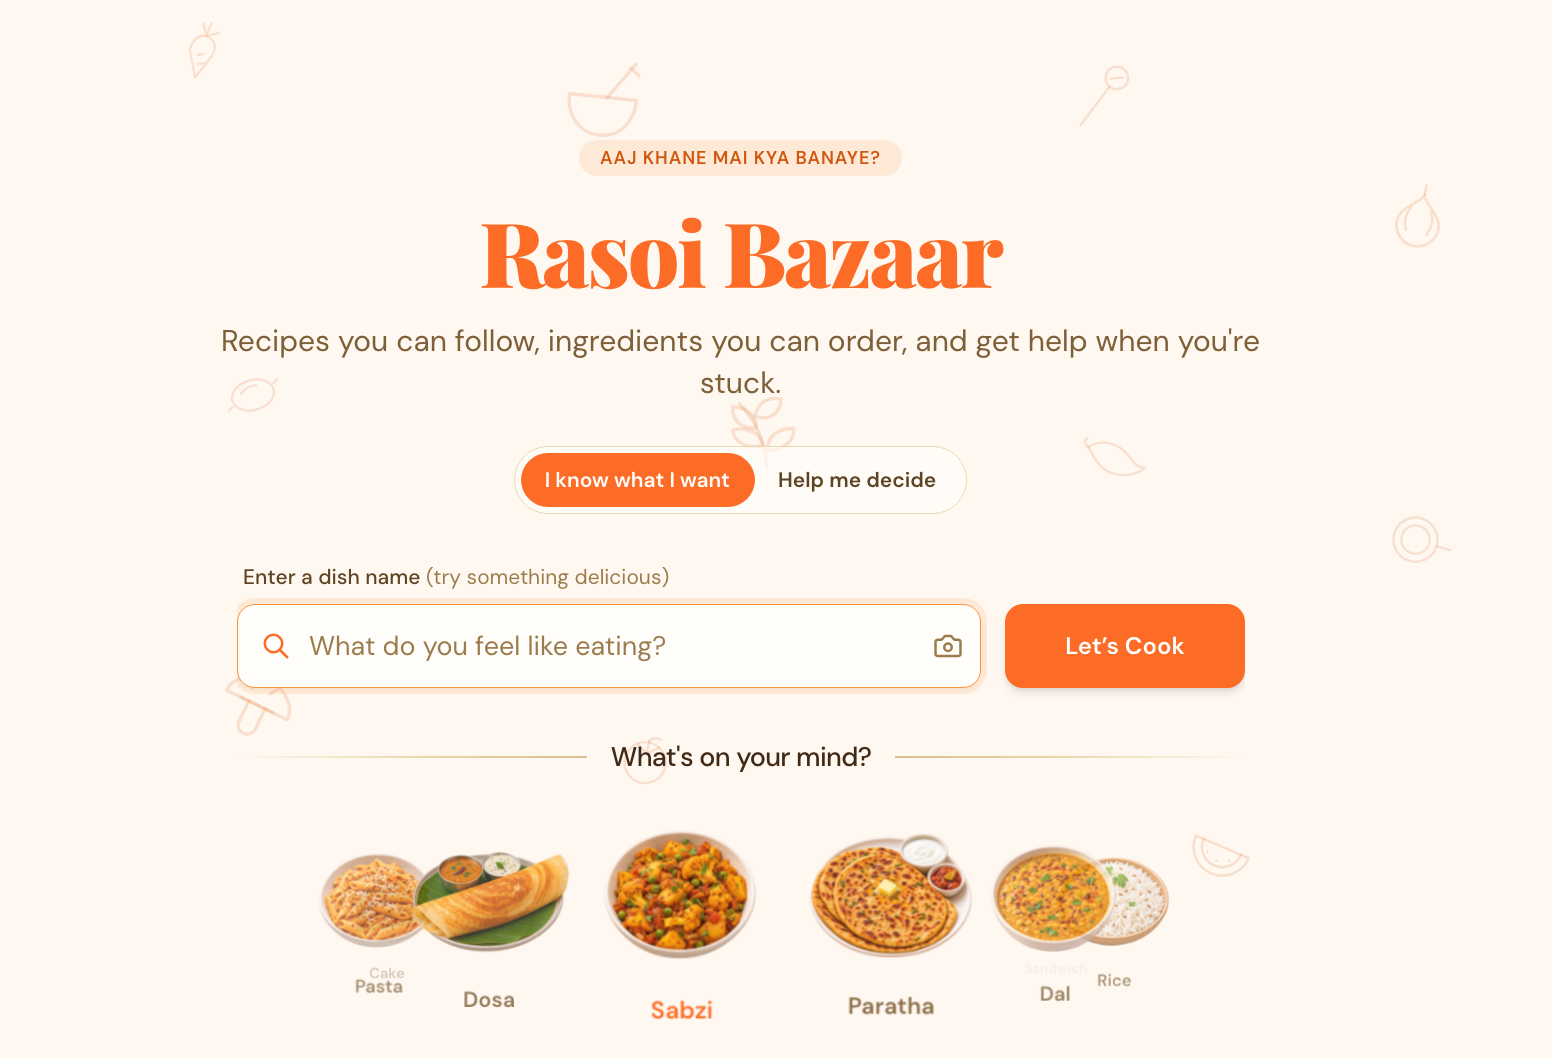 AAJ KHANE MAI KYA BANAYE?
Rasoi Bazaar
Recipes you can follow, ingredients you can order, and get help when you're
stuck.
I know what I want
Help me decide
Enter a dish name (try something delicious)
What do you feel like eating?
Let’s Cook
What's on your mind?
Cake
Pasta
Dosa
Sabzi
Paratha
Sandwich
Dal
Rice